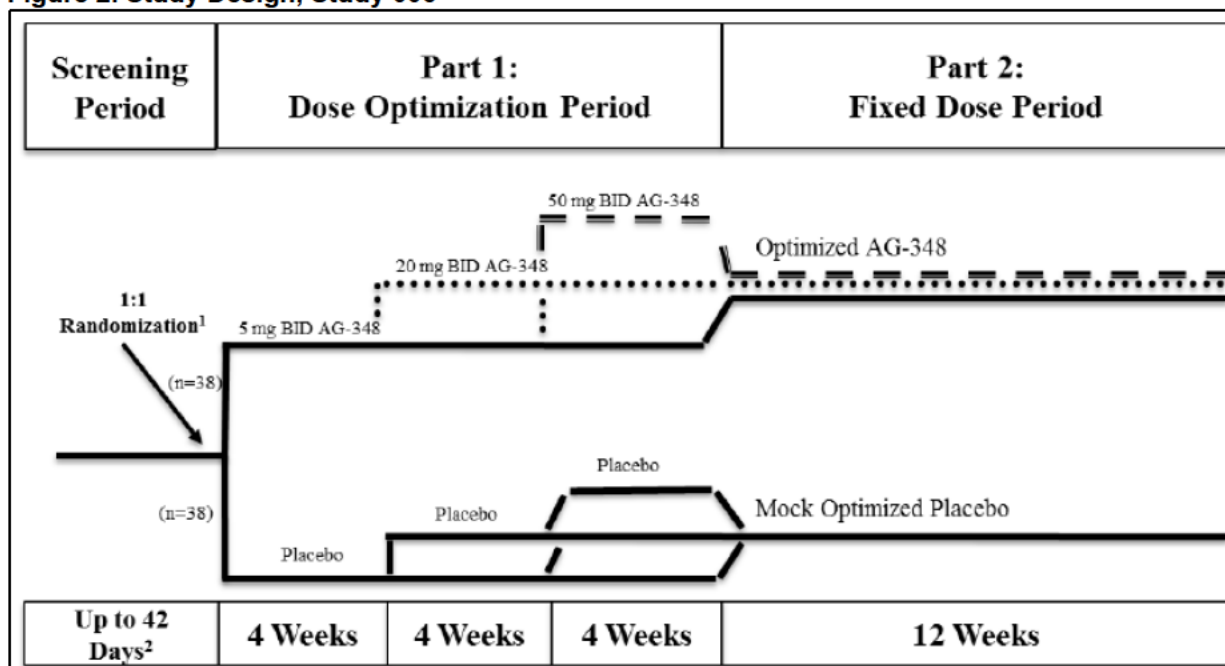 Screening
Period
Part 1:
Dose Optimization Period
Part 2:
Fixed Dose Period
50 mg BID AG-348
Optimized AG-348
20 mg BID AG-348
1:1
Randomization1
5 mg BID AG-348
(n=38)
Placebo
(n=38)
Placebo
Mock Optimized Placebo
Placebo
Up to 42
Days2
4 Weeks
4 Weeks
4 Weeks
12 Weeks